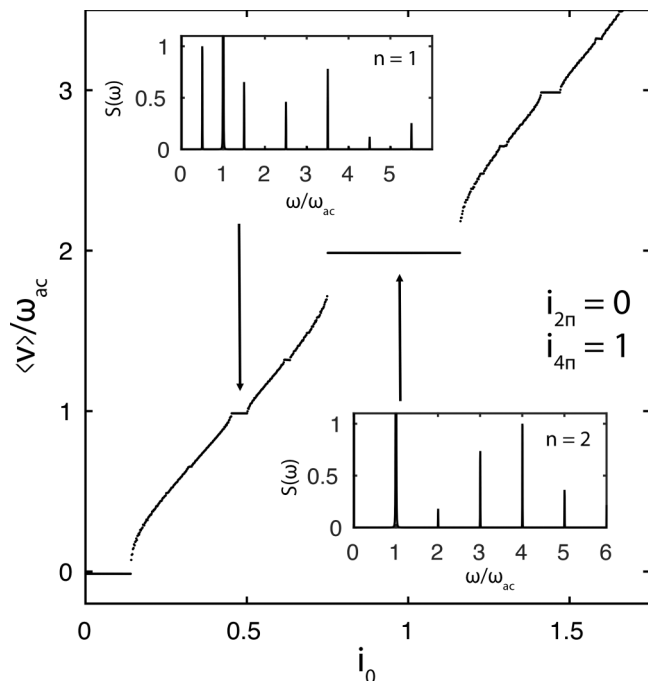 n = 1
1
0.5
0
S(ω)
0 1 2 3 4 5
ω/ω_ac
3
2
1
0
⟨v⟩/ω_ac
i_2π = 0
i_4π = 1
n = 2
1
0.5
0
S(ω)
0 1 2 3 4 5 6
ω/ω_ac
0 0.5 1 1.5
i_0